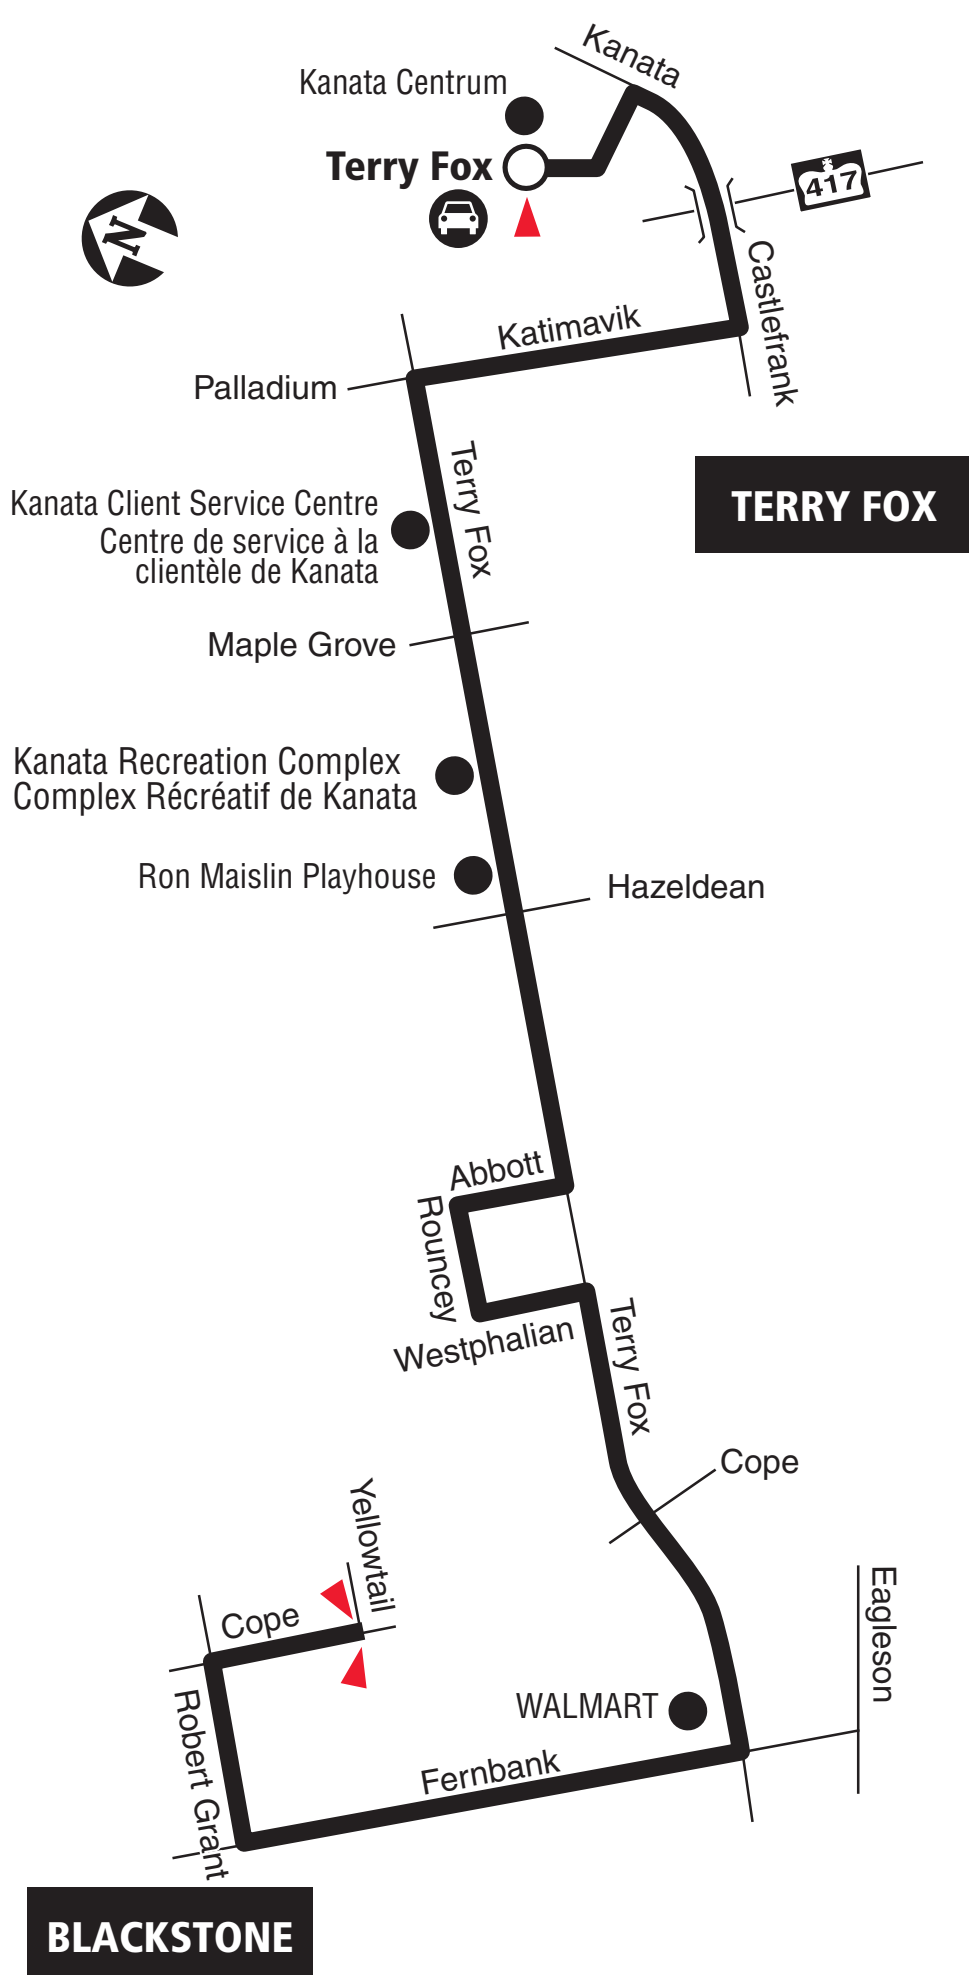 Kanata
Kanata Centrum
Terry Fox
417
N
Castlefrank
Katimavik
Palladium
Terry Fox
TERRY FOX
Kanata Client Service Centre
Centre de service à la
clientèle de Kanata
Maple Grove
Kanata Recreation Complex
Complex Récréatif de Kanata
Ron Maislin Playhouse
Hazeldean
Abbott
Rouncey
Westphalian
Terry Fox
Cope
Yellowtail
Eagleson
Cope
WALMART
Robert Grant
Fernbank
BLACKSTONE